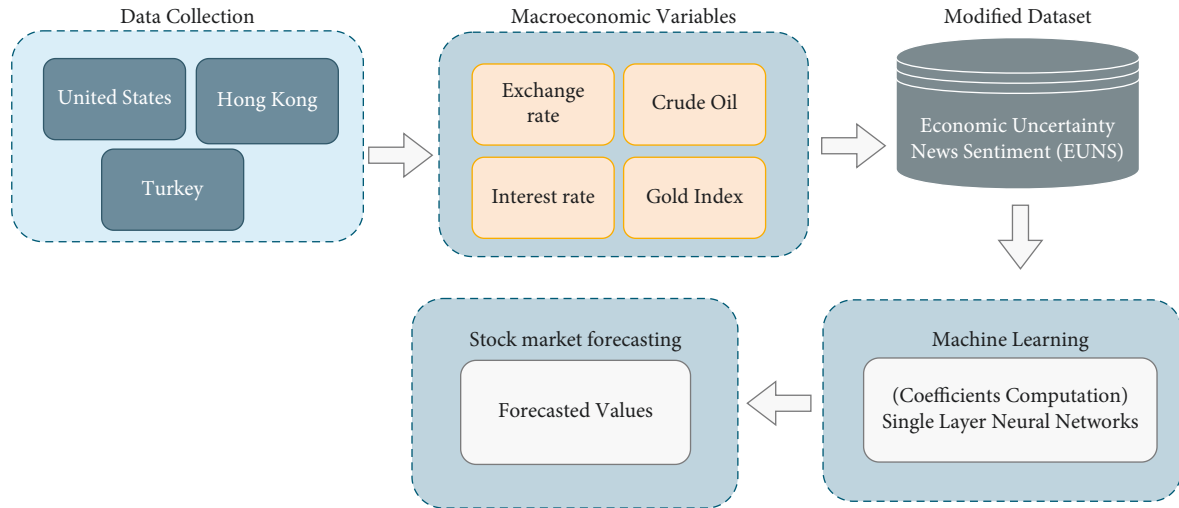 Data Collection
United States
Hong Kong
Turkey
Macroeconomic Variables
Exchange
rate
Crude Oil
Interest rate
Gold Index
Modified Dataset
Economic Uncertainty
News Sentiment (EUNS)
Machine Learning
(Coefficients Computation)
Single Layer Neural Networks
Stock market forecasting
Forecasted Values